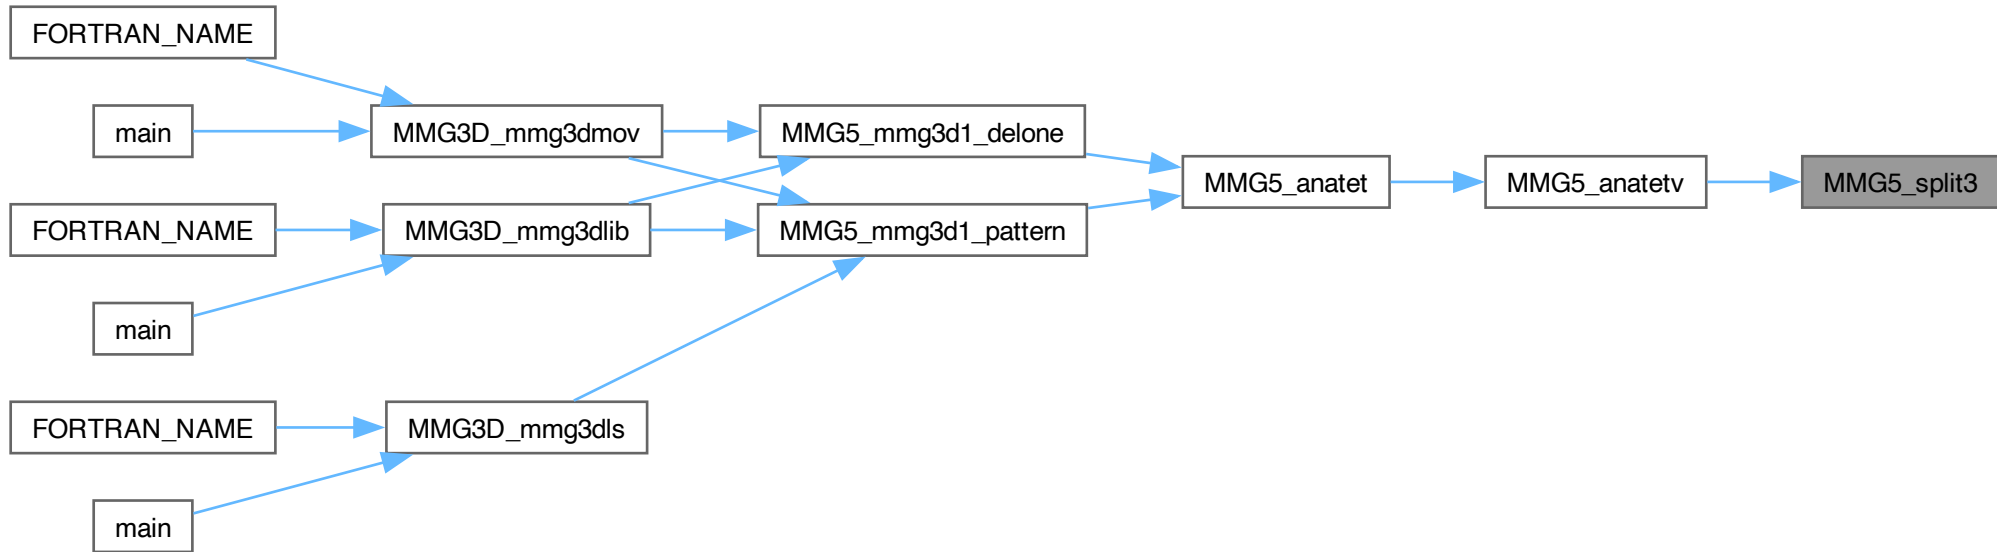 FORTRAN_NAME
main
MMG3D_mmg3dmov
MMG5_mmg3d1_delone
MMG5_anatet
MMG5_anatetv
MMG5_split3
FORTRAN_NAME
MMG3D_mmg3dlib
MMG5_mmg3d1_pattern
main
FORTRAN_NAME
MMG3D_mmg3dls
main